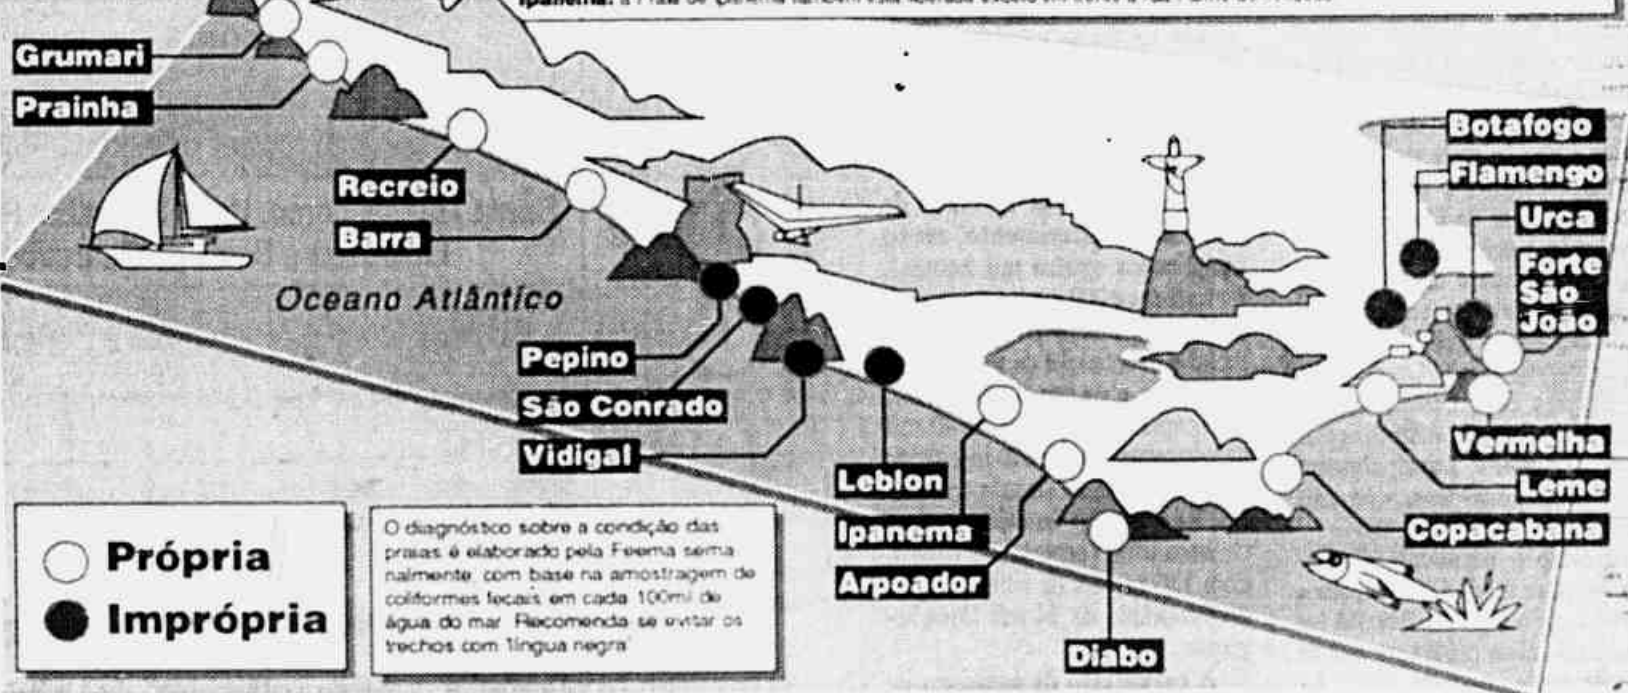 Ipanema:
Grumari
Prainha
Recreio
Barra
Oceano Atlântico
Pepino
São Conrado
Vidigal
Leblon
Ipanema
Arpoador
Diabo
Botafogo
Flamengo
Urca
Forte
São
João
Vermelha
Leme
Copacabana
Própria
Imprópria
O diagnóstico sobre a condição das
praias é elaborado pela Feema sema
nalmente, com base na amostragem de
coliformes fecais em cada 100ml de
água do mar. Recomenda se evitar os
trechos com 'língua negra'